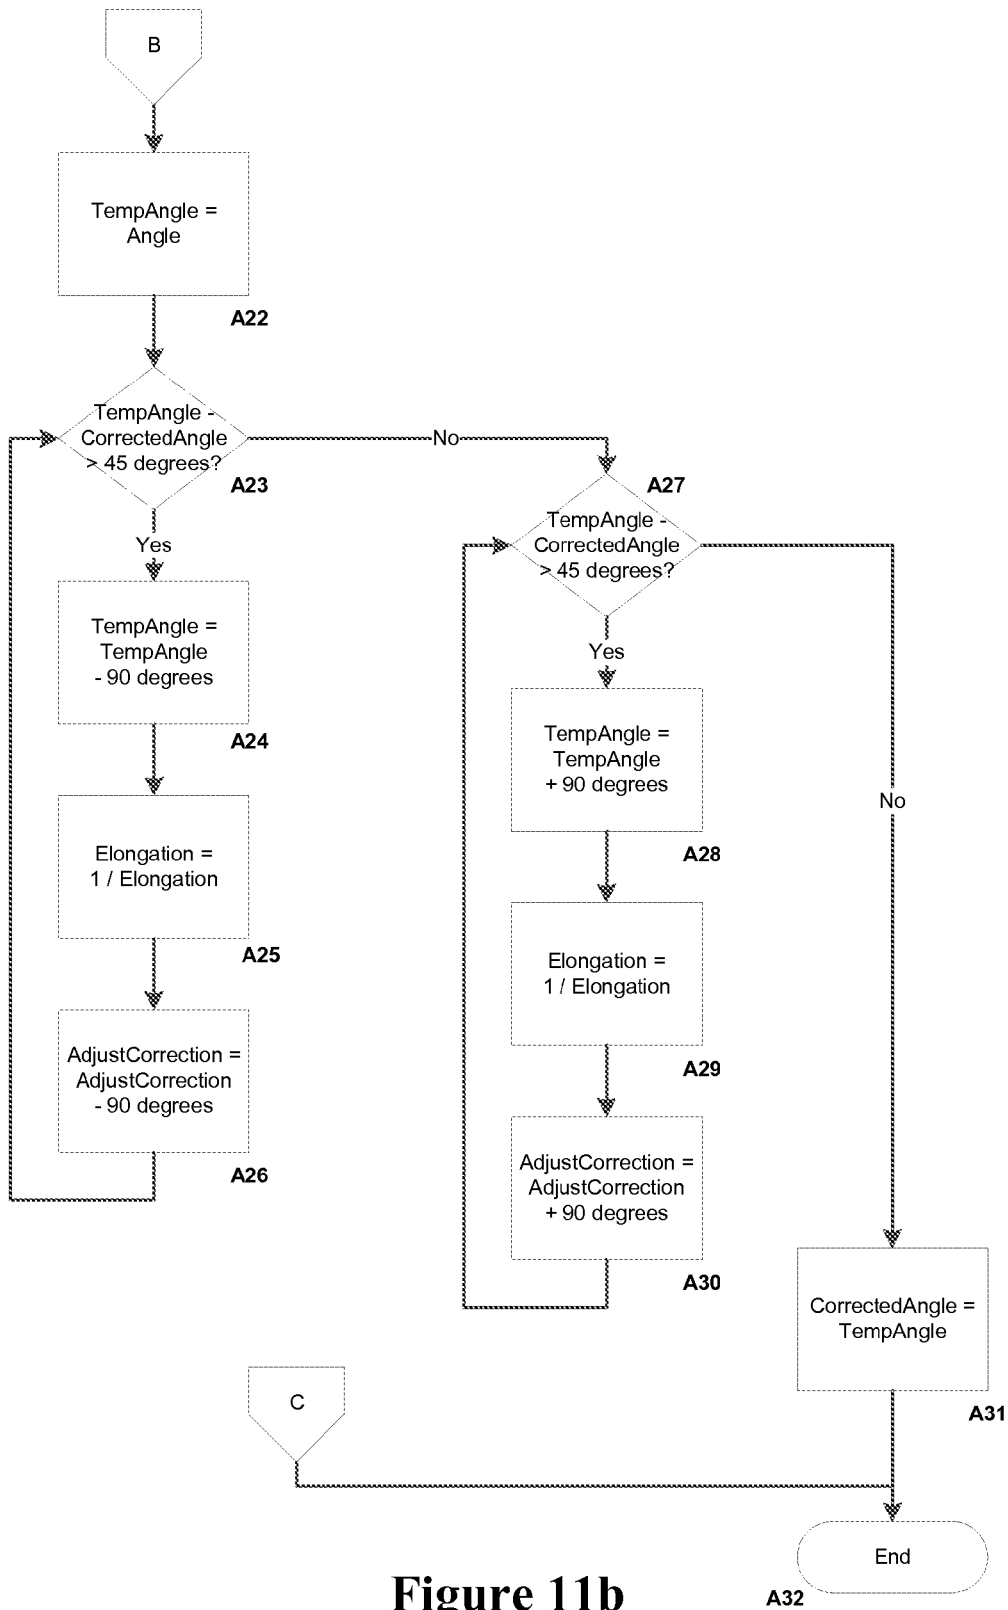 B
TempAngle =
Angle
A22
TempAngle -
CorrectedAngle
> 45 degrees?
A23
No
Yes
TempAngle =
TempAngle
- 90 degrees
A24
Elongation =
1 / Elongation
A25
AdjustCorrection =
AdjustCorrection
- 90 degrees
A26
A27
TempAngle -
CorrectedAngle
> 45 degrees?
Yes
No
TempAngle =
TempAngle
+ 90 degrees
A28
Elongation =
1 / Elongation
A29
AdjustCorrection =
AdjustCorrection
+ 90 degrees
A30
CorrectedAngle =
TempAngle
A31
C
End
A32
Figure 11b